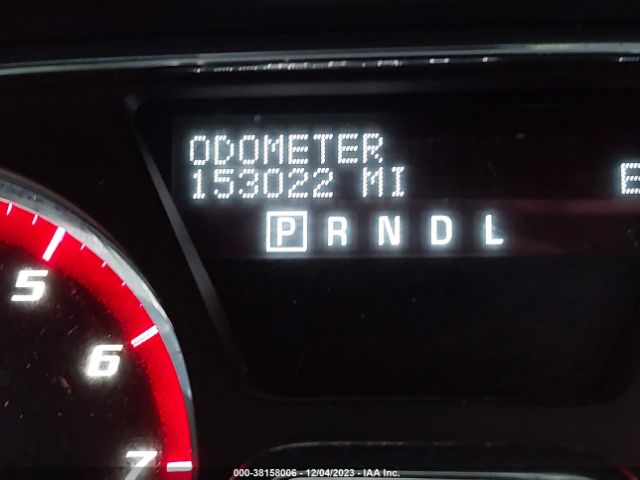 ODOMETER
153022 MI
E
P R N D L
5
6
7
000-38158006 - 12/04/2023 - IAA Inc.